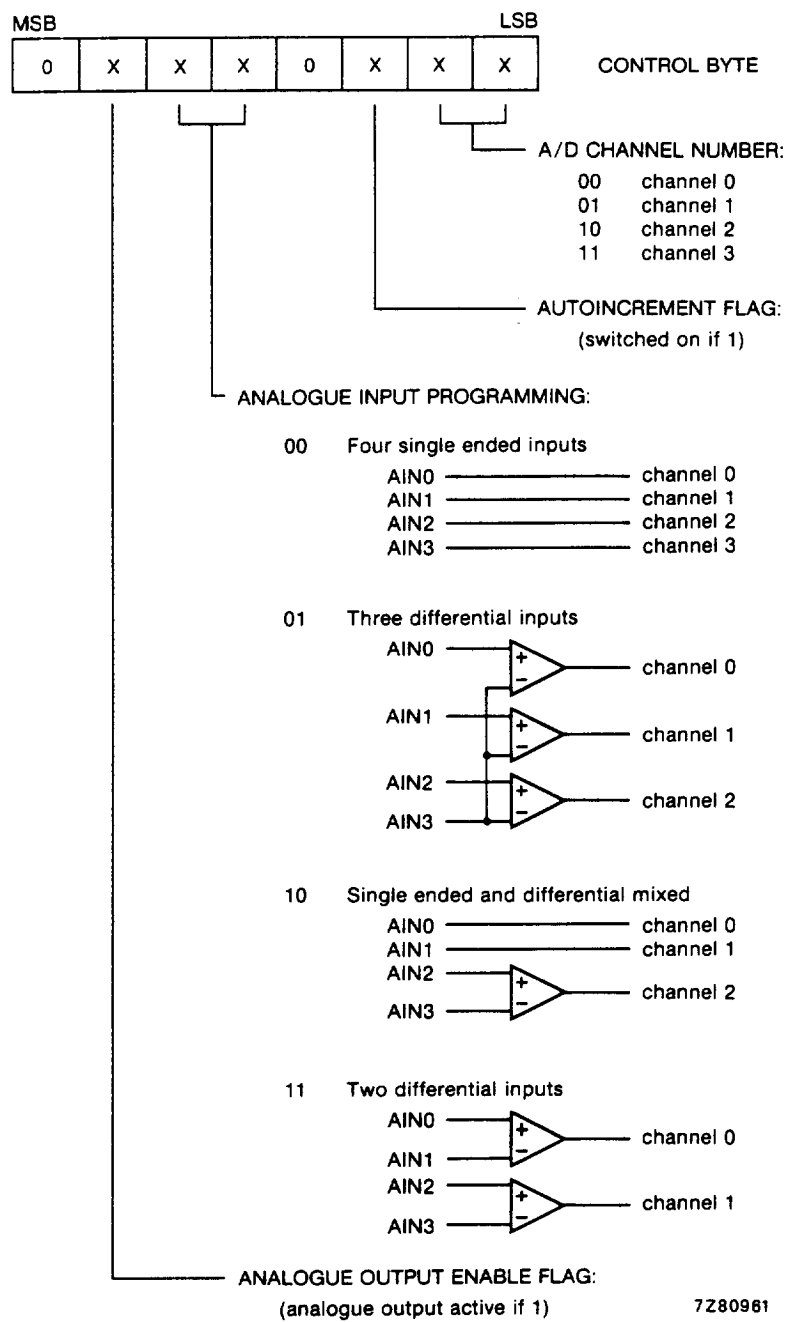 MSB LSB
0 X X X 0 X X X CONTROL BYTE
A/D CHANNEL NUMBER:
00 channel 0
01 channel 1
10 channel 2
11 channel 3
AUTOINCREMENT FLAG:
(switched on if 1)
ANALOGUE INPUT PROGRAMMING:
00 Four single ended inputs
AIN0 channel 0
AIN1 channel 1
AIN2 channel 2
AIN3 channel 3
01 Three differential inputs
AIN0 + − channel 0
AIN1 + − channel 1
AIN2 + − channel 2
AIN3
10 Single ended and differential mixed
AIN0 channel 0
AIN1 channel 1
AIN2 + − channel 2
AIN3
11 Two differential inputs
AIN0 + − channel 0
AIN1
AIN2 + − channel 1
AIN3
ANALOGUE OUTPUT ENABLE FLAG:
(analogue output active if 1) 7Z80961